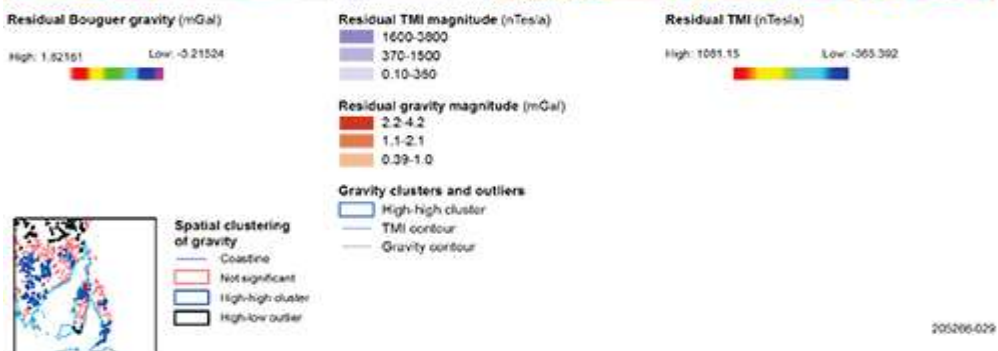 Residual Bouguer gravity (mGal)
High: 1.62161
Low: -3.21524
Residual TMI magnitude (nTesla)
1600-3800
370-1500
0.10-360
Residual gravity magnitude (mGal)
2.2-4.2
1.1-2.1
0.39-1.0
Gravity clusters and outliers
High-high cluster
TMI contour
Gravity contour
Residual TMI (nTesla)
High: 1081.15
Low: -365.392
Spatial clustering
of gravity
Coastline
Not significant
High-high cluster
High-low outlier
205266-029